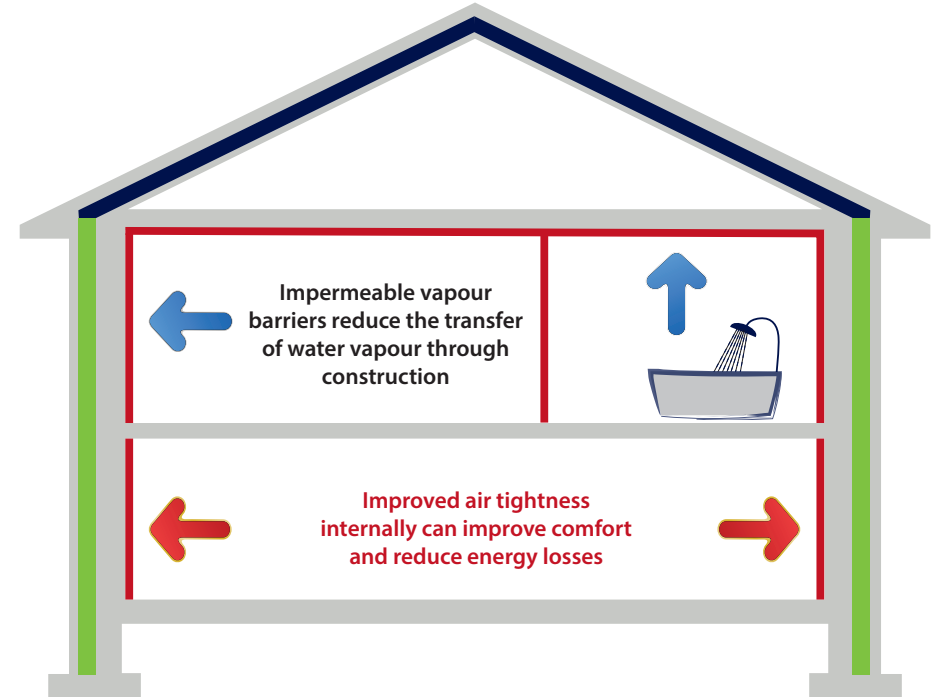 Impermeable vapour
barriers reduce the transfer
of water vapour through
construction
Improved air tightness
internally can improve comfort
and reduce energy losses